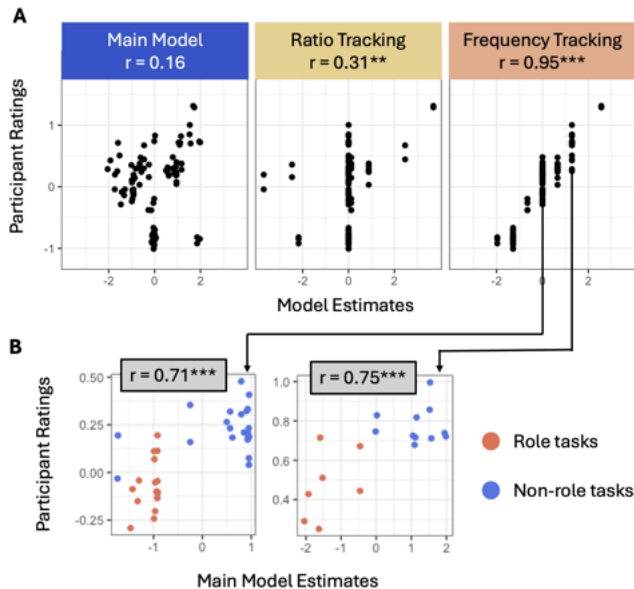 A
Main Model
r = 0.16
Ratio Tracking
r = 0.31**
Frequency Tracking
r = 0.95***
Participant Ratings
1
0
-1
-2
0
2
-2
0
2
-2
0
2
Model Estimates
B
r = 0.71***
r = 0.75***
Participant Ratings
0.50
0.25
0.00
-0.25
-1
0
1
1.0
0.8
0.6
0.4
-2
-1
0
1
2
Role tasks
Non-role tasks
Main Model Estimates